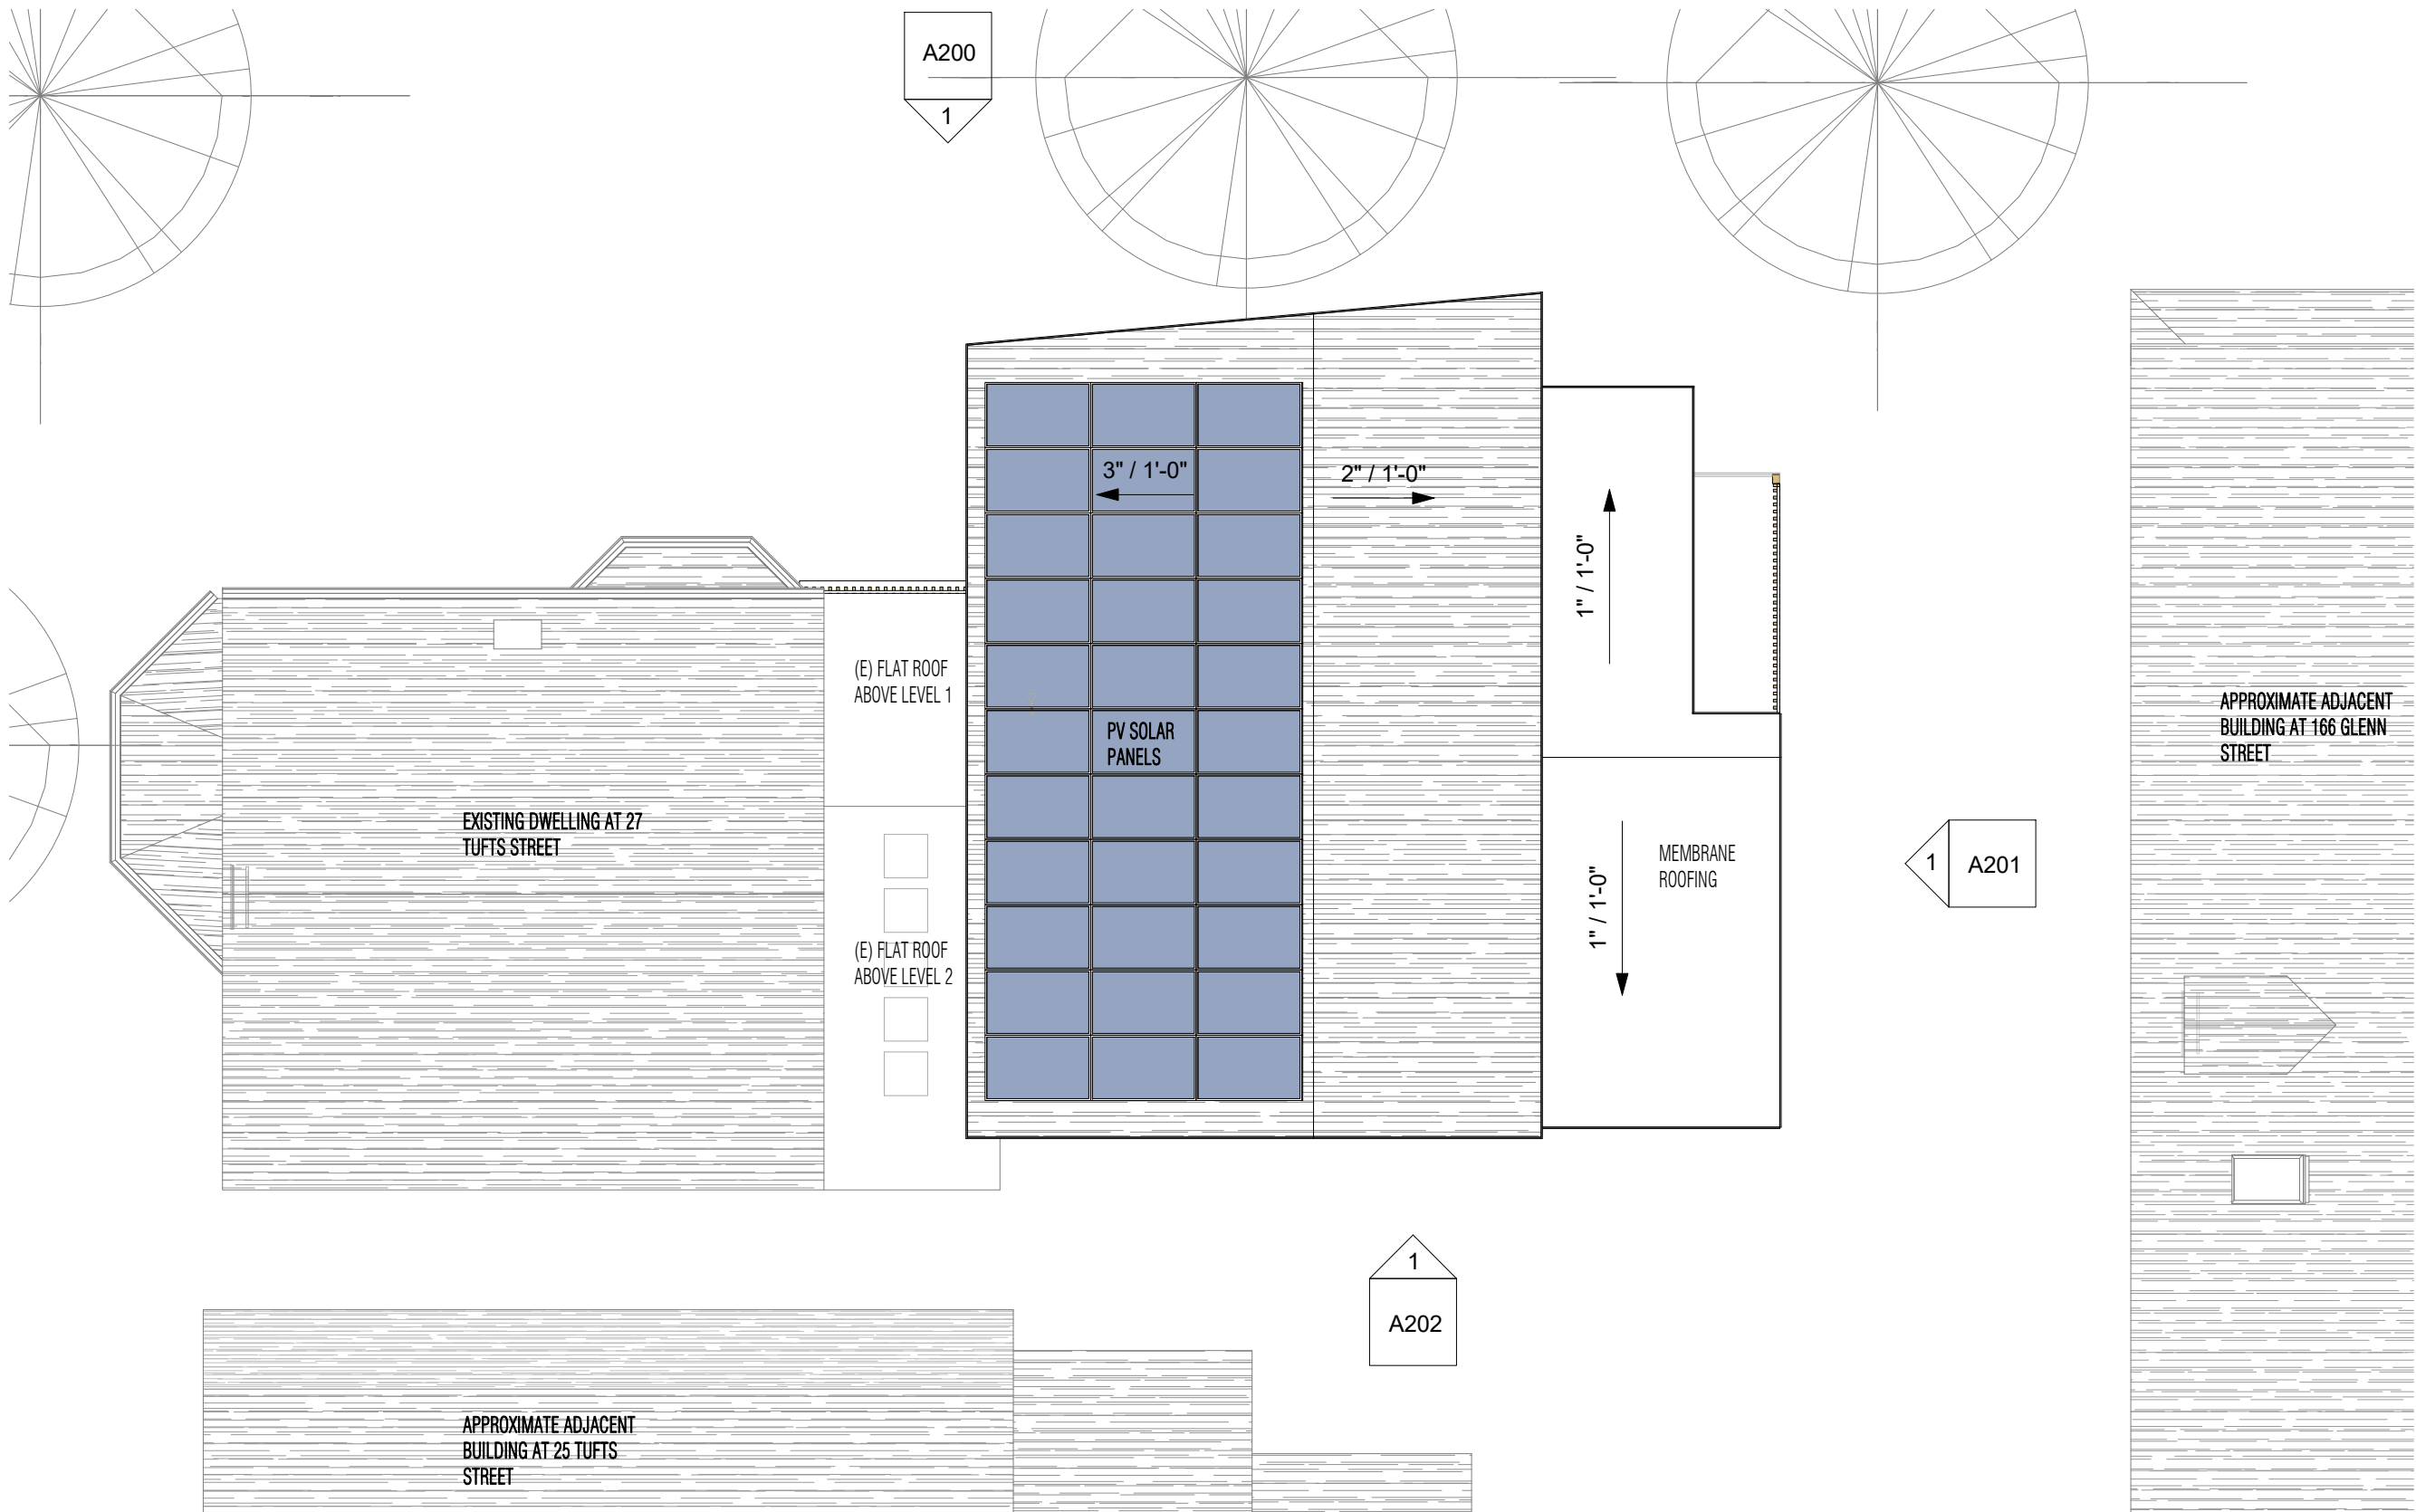 A200
1
3" / 1'-0"
2" / 1'-0"
1" / 1'-0"
(E) FLAT ROOF
ABOVE LEVEL 1
APPROXIMATE ADJACENT
BUILDING AT 166 GLENN
STREET
PV SOLAR
PANELS
EXISTING DWELLING AT 27
TUFTS STREET
MEMBRANE
ROOFING
1" / 1'-0"
1
A201
(E) FLAT ROOF
ABOVE LEVEL 2
1
A202
APPROXIMATE ADJACENT
BUILDING AT 25 TUFTS
STREET